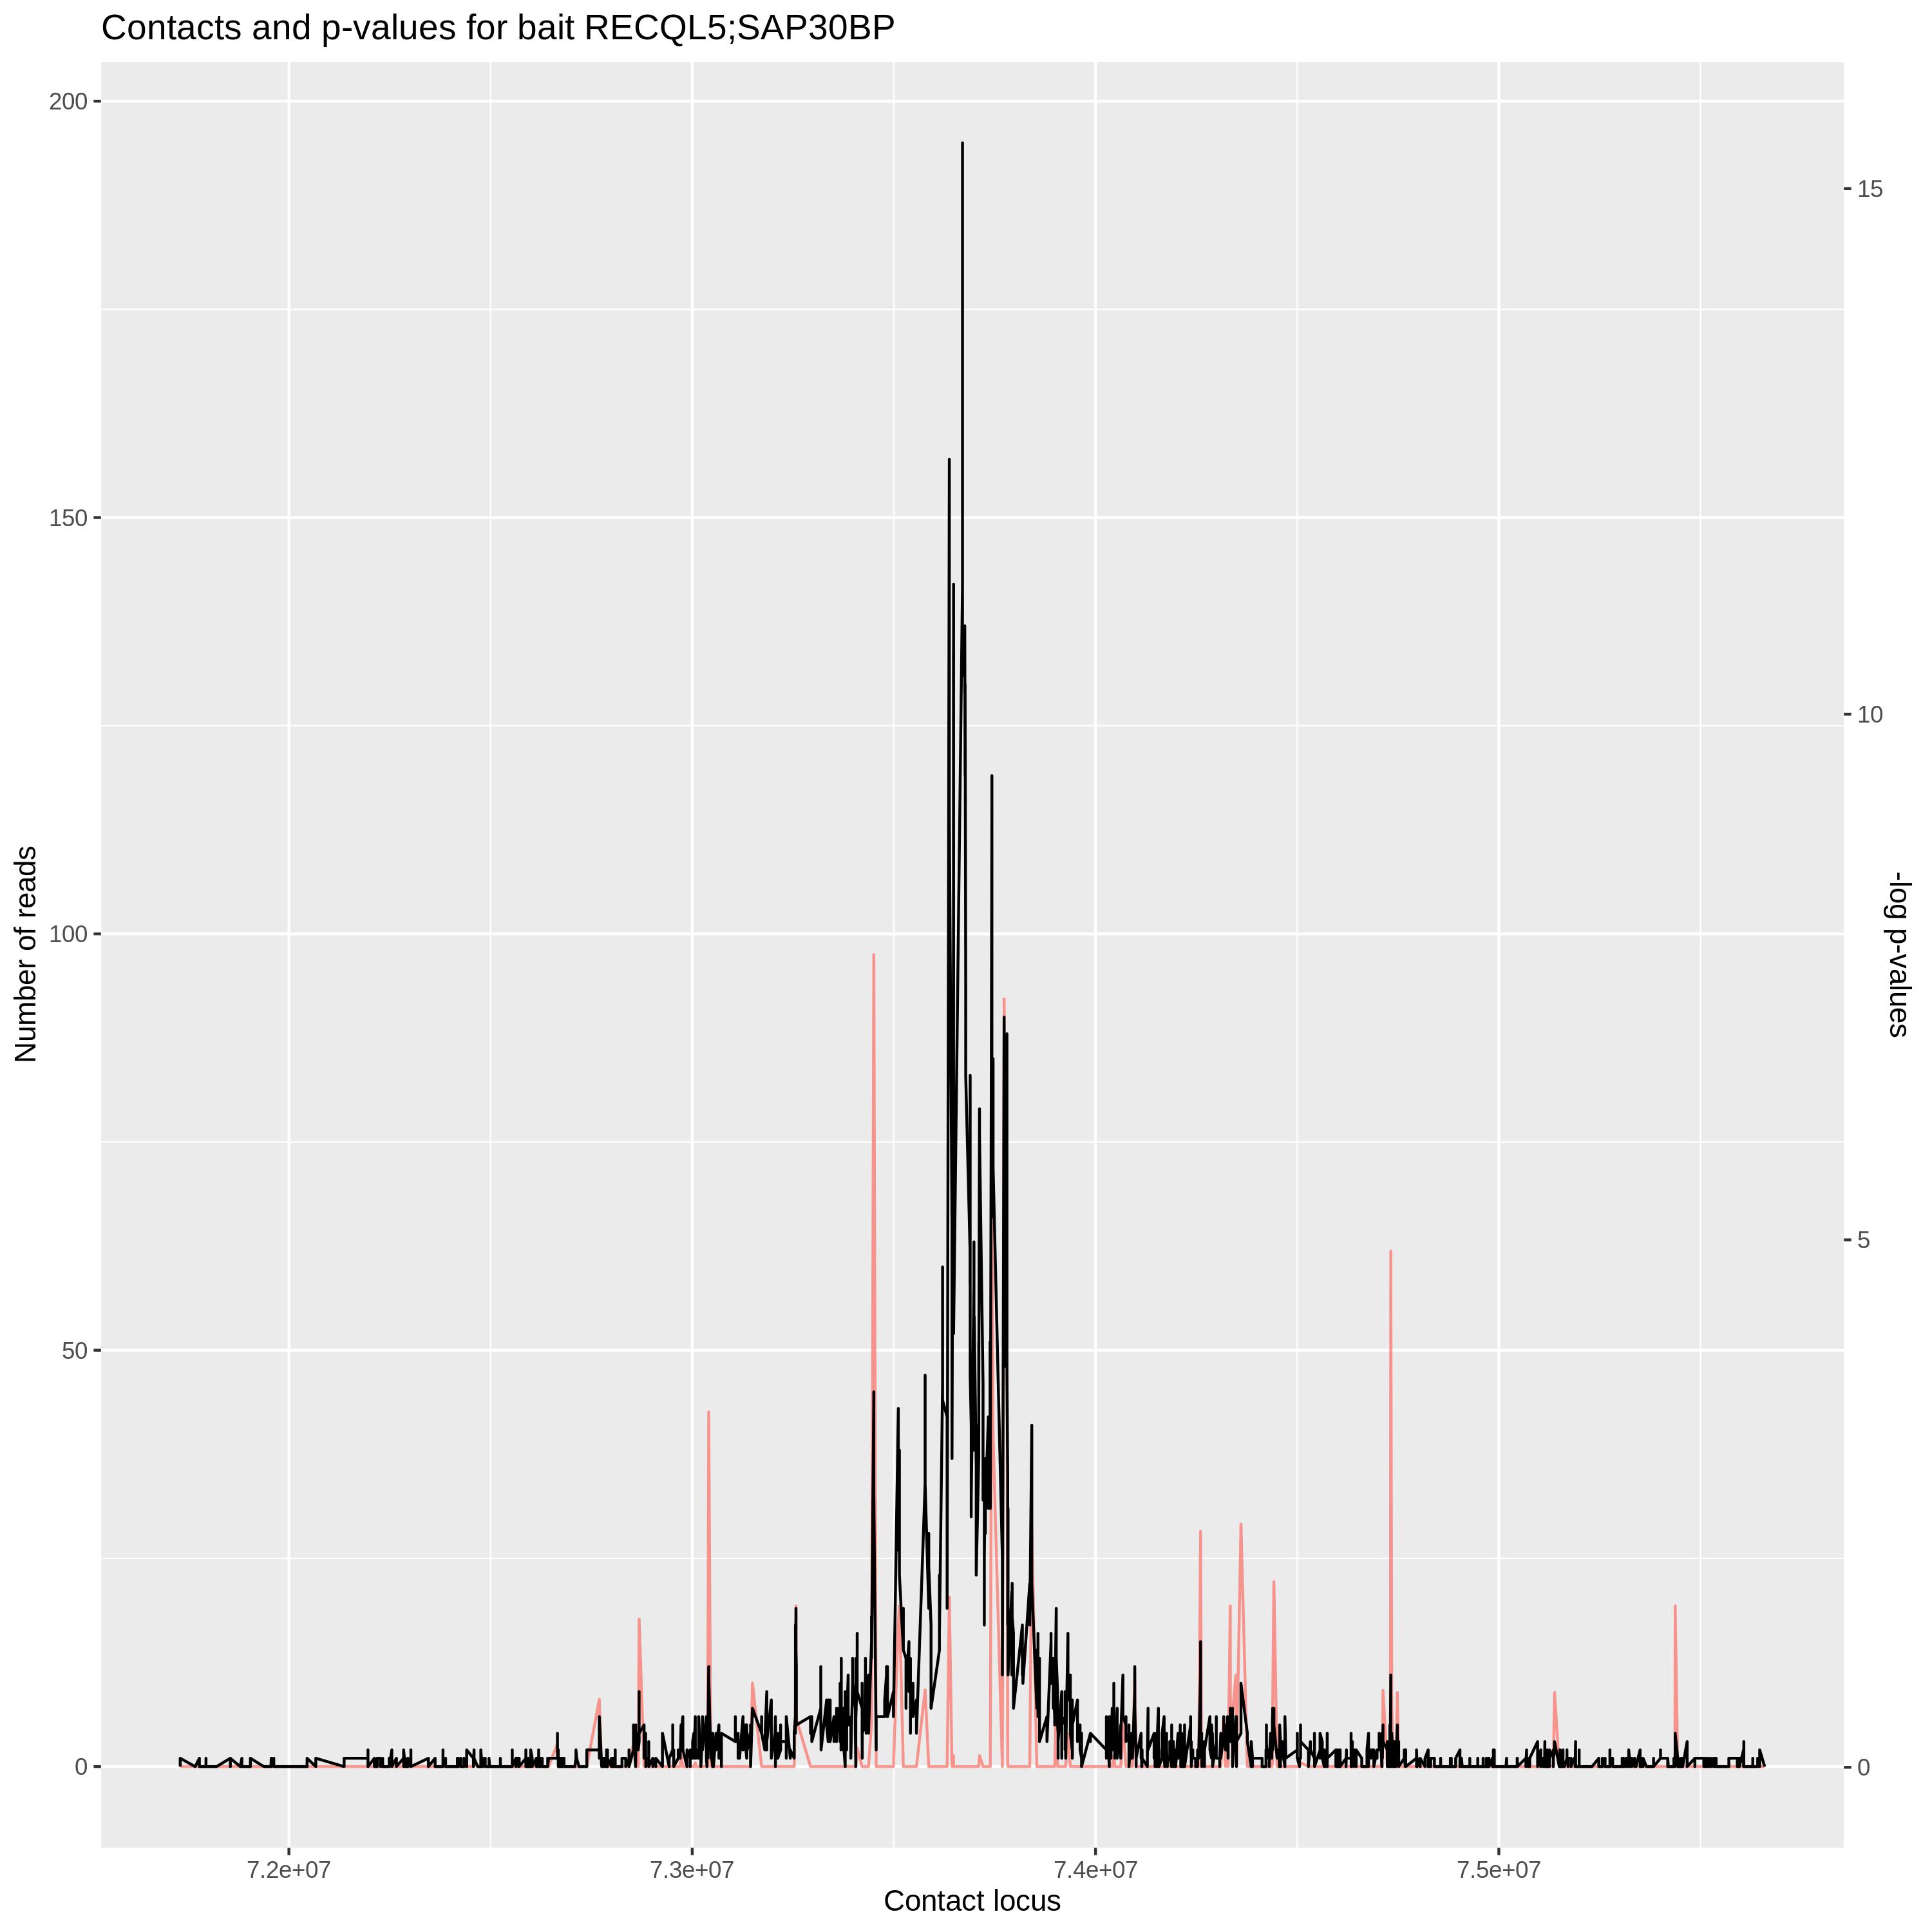 Contacts and p-values for bait RECQL5;SAP30BP
200
150
100
50
0
Number of reads
15
10
5
0
-log p-values
7.2e+07
7.3e+07
7.4e+07
7.5e+07
Contact locus